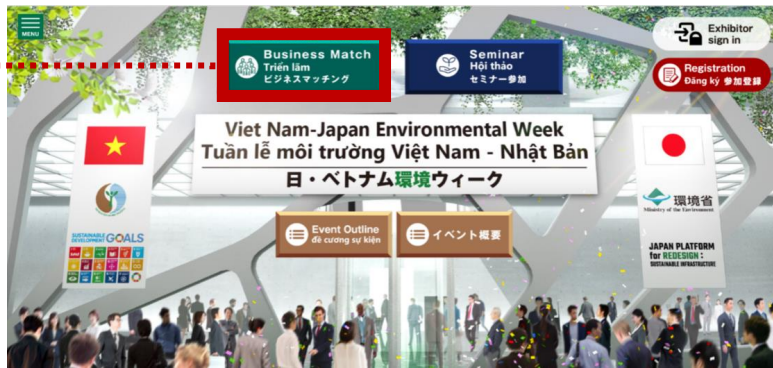 MENU
Business Match
Triển lãm
ビジネスマッチング
Seminar
Hội thảo
セミナー参加
Exhibitor
sign in
Registration
Đăng ký 参加登録
Viet Nam-Japan Environmental Week
Tuần lễ môi trường Việt Nam - Nhật Bản
日・ベトナム環境ウィーク
SUSTAINABLE
DEVELOPMENT GOALS
環境省
Ministry of the Environment
JAPAN PLATFORM
for REDESIGN :
SUSTAINABLE INFRASTRUCTURE
Event Outline
đề cương sự kiện
イベント概要